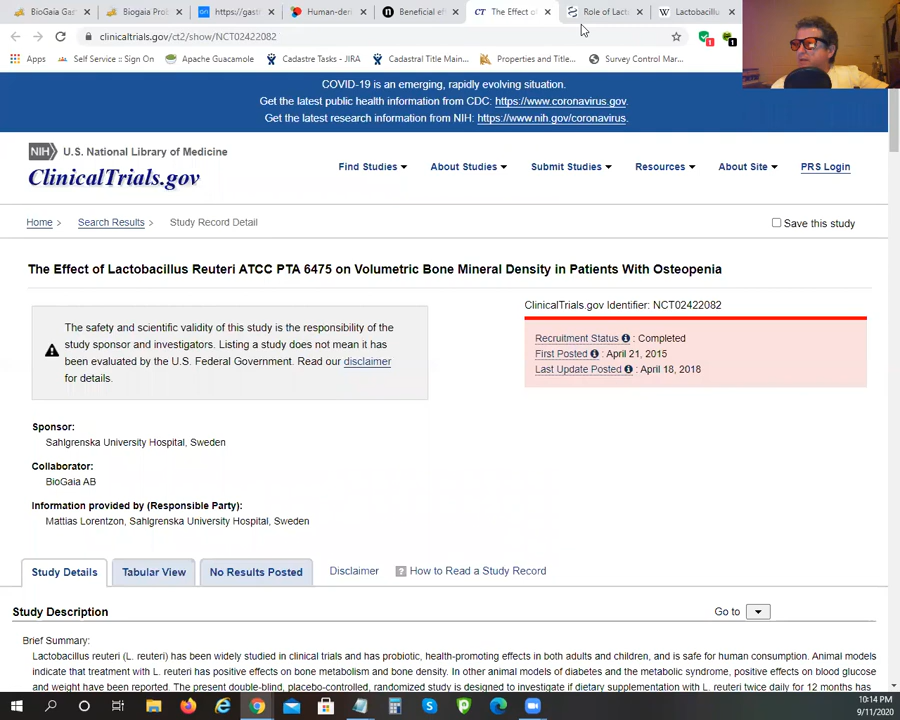 BioGaia Gas
Biogaia Prob
https://gasti
Human-deri
Beneficial eff
CT The Effect of
Role of Lact
W Lactobacillu
clinicaltrials.gov/ct2/show/NCT02422082
Apps
Self Service :: Sign On
Apache Guacamole
Cadastre Tasks - JIRA
Cadastral Title Main...
Properties and Title...
Survey Control Mar...
COVID-19 is an emerging, rapidly evolving situation.
Get the latest public health information from CDC: https://www.coronavirus.gov.
Get the latest research information from NIH: https://www.nih.gov/coronavirus.
NIH U.S. National Library of Medicine
ClinicalTrials.gov
Find Studies
About Studies
Submit Studies
Resources
About Site
PRS Login
Home >
Search Results >
Study Record Detail
Save this study
The Effect of Lactobacillus Reuteri ATCC PTA 6475 on Volumetric Bone Mineral Density in Patients With Osteopenia
The safety and scientific validity of this study is the responsibility of the
study sponsor and investigators. Listing a study does not mean it has
been evaluated by the U.S. Federal Government. Read our disclaimer
for details.
ClinicalTrials.gov Identifier: NCT02422082
Recruitment Status : Completed
First Posted : April 21, 2015
Last Update Posted : April 18, 2018
Sponsor:
Sahlgrenska University Hospital, Sweden
Collaborator:
BioGaia AB
Information provided by (Responsible Party):
Mattias Lorentzon, Sahlgrenska University Hospital, Sweden
Study Details
Tabular View
No Results Posted
Disclaimer
? How to Read a Study Record
Study Description
Go to
Brief Summary:
Lactobacillus reuteri (L. reuteri) has been widely studied in clinical trials and has probiotic, health-promoting effects in both adults and children, and is safe for human consumption. Animal models
indicate that treatment with L. reuteri has positive effects on bone metabolism and bone density. In other animal models of diabetes and the metabolic syndrome, positive effects on blood glucose
and weight have been reported. The present double-blind, placebo-controlled, randomized study is designed to investigate if dietary supplementation with L. reuteri twice daily for 12 months has
10:14 PM
9/11/2020